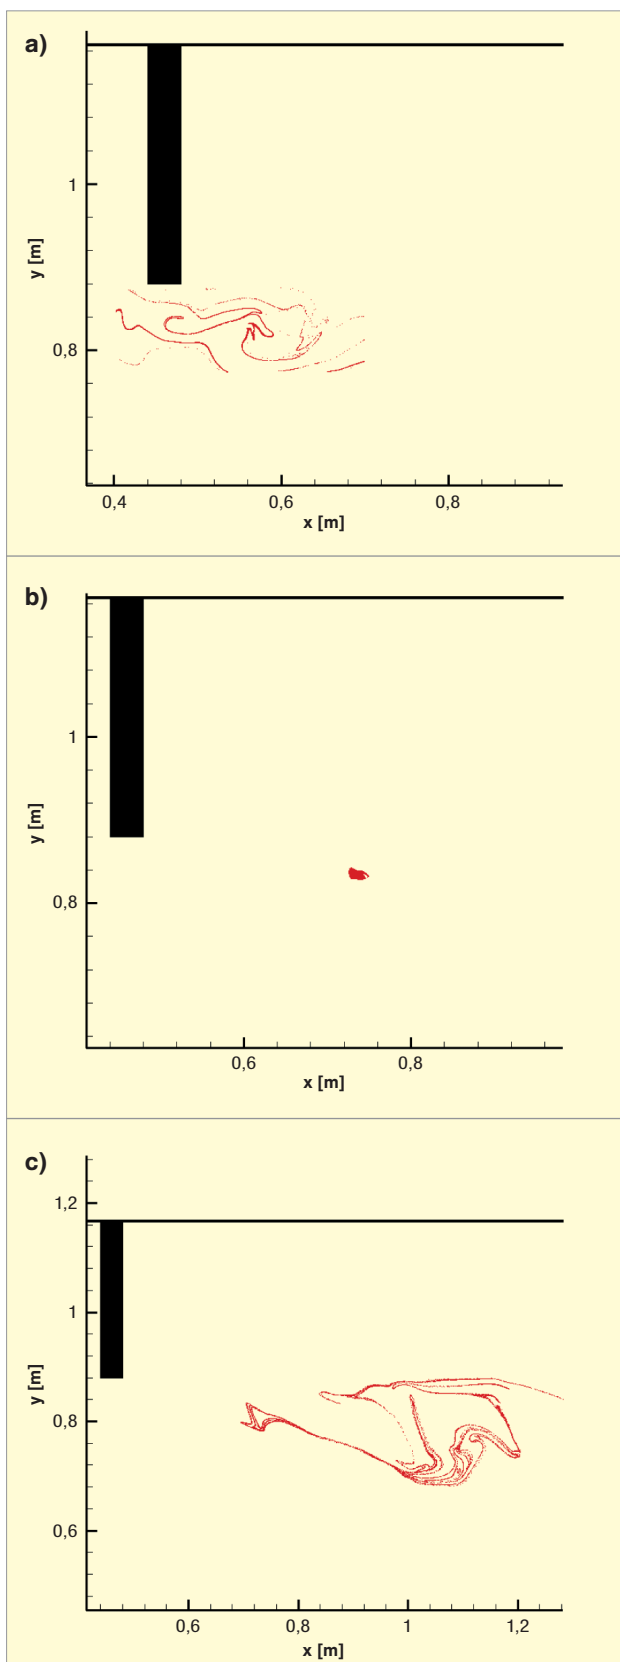 a)
1
y [m]
0,8
0,4 0,6 0,8
x [m]
b)
1
y [m]
0,8
0,6 0,8
x [m]
c)
1,2
1
y [m]
0,8
0,6
0,6 0,8 1 1,2
x [m]